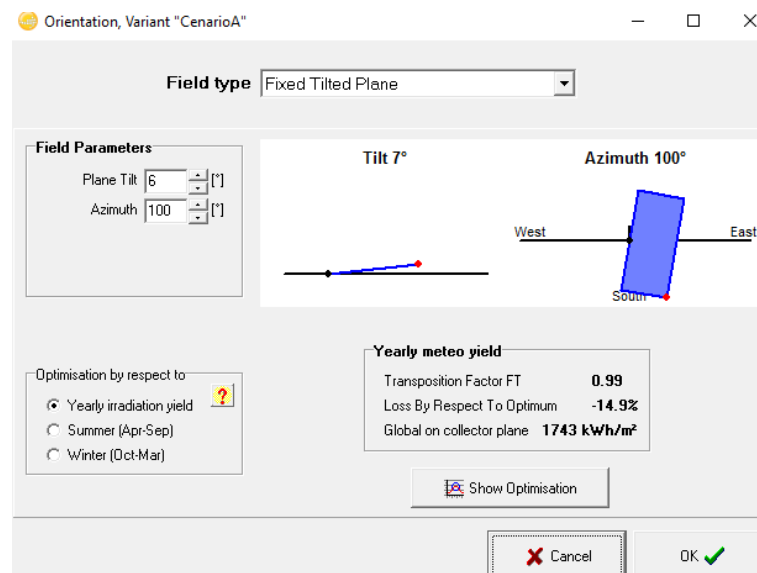 Orientation, Variant "CenarioA"
Field type Fixed Tilted Plane
Field Parameters
Plane Tilt 6 [°]
Azimuth 100 [°]
Tilt 7°
Azimuth 100°
West
East
South
Optimisation by respect to
?
Yearly irradiation yield
Summer (Apr-Sep)
Winter (Oct-Mar)
Yearly meteo yield
Transposition Factor FT 0.99
Loss By Respect To Optimum -14.9%
Global on collector plane 1743 kWh/m²
Show Optimisation
Cancel
OK